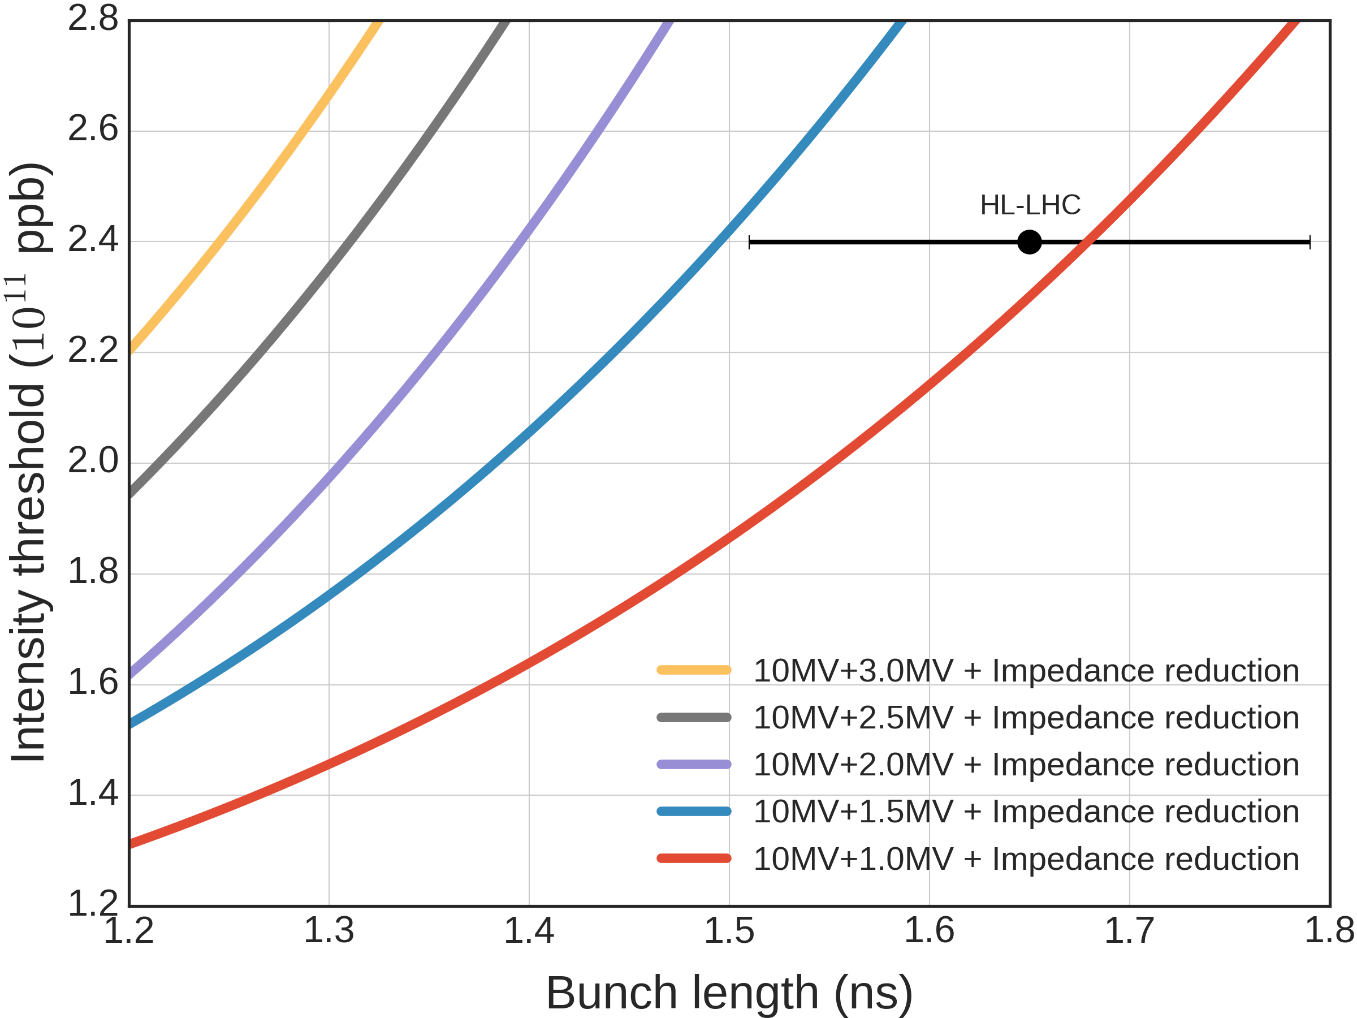 2.8
2.6
2.4
2.2
2.0
1.8
1.6
1.4
1.2
Intensity threshold (10^11 ppb)
HL-LHC
10MV+3.0MV + Impedance reduction
10MV+2.5MV + Impedance reduction
10MV+2.0MV + Impedance reduction
10MV+1.5MV + Impedance reduction
10MV+1.0MV + Impedance reduction
1.2 1.3 1.4 1.5 1.6 1.7 1.8
Bunch length (ns)